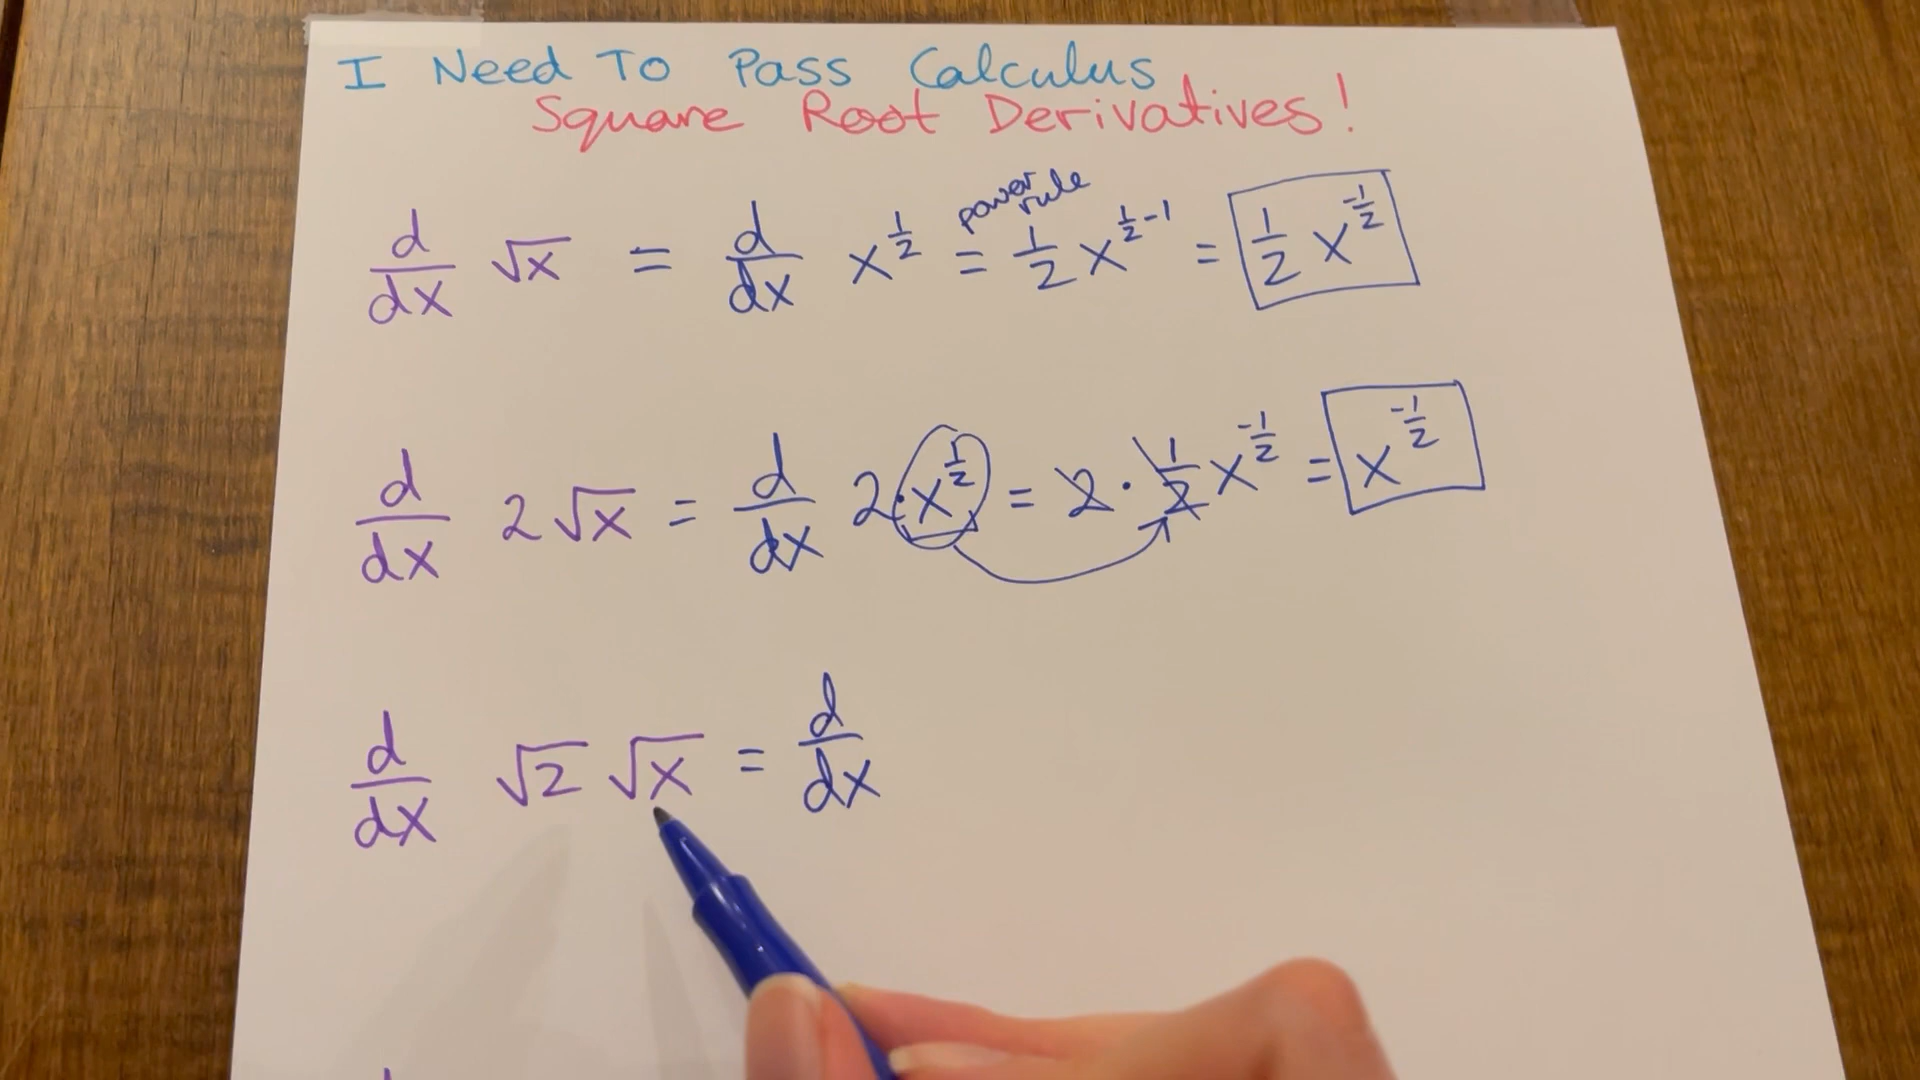 I Need To Pass Calculus
Square Root Derivatives!
power rule
d/dx √x = d/dx x^(1/2) = 1/2 x^(1/2 -1) = 1/2 x^(-1/2)
d/dx 2√x = d/dx 2·x^(1/2) = 2 · 1/2 x^(-1/2) = x^(-1/2)
d/dx √2 √x = d/dx